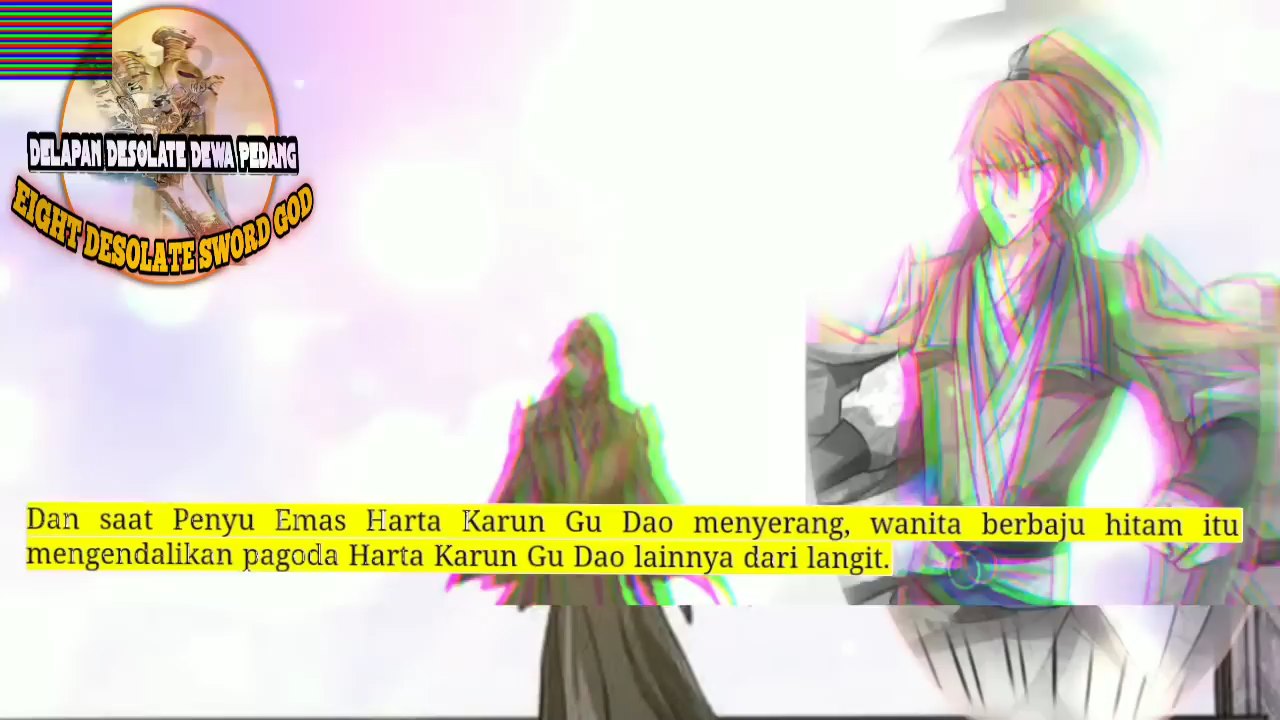 DELAPAN DESOLATE DEWA PEDANG
EIGHT DESOLATE SWORD GOD
Dan saat Penyu Emas Harta Karun Gu Dao menyerang, wanita berbaju hitam itu
mengendalikan pagoda Harta Karun Gu Dao lainnya dari langit.